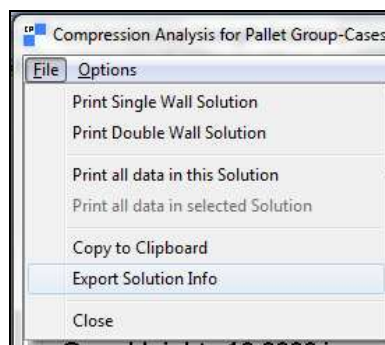 CP Compression Analysis for Pallet Group-Cases
File Options
Print Single Wall Solution
Print Double Wall Solution
Print all data in this Solution
Print all data in selected Solution
Copy to Clipboard
Export Solution Info
Close